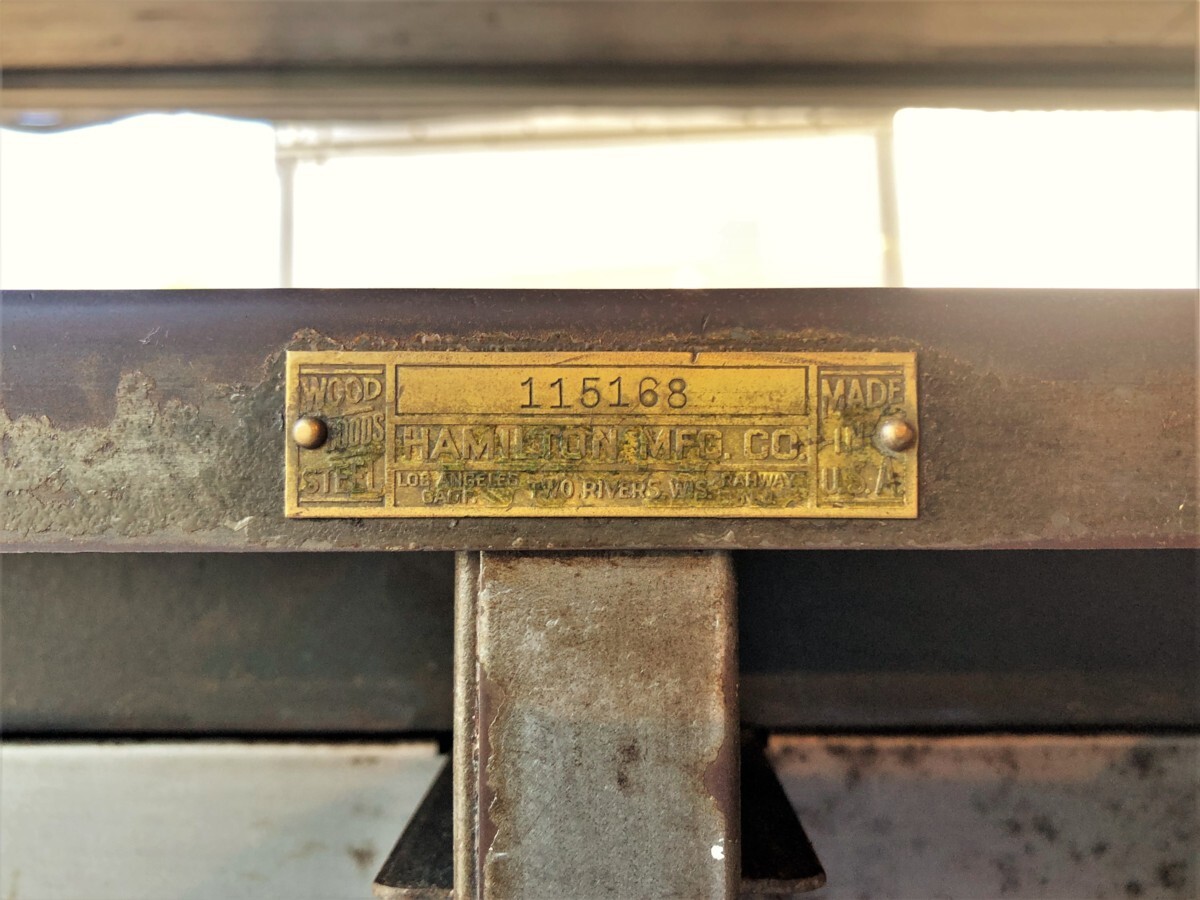 WOOD
GOODS
STEEL
115168
HAMILTON MFG. CO.
LOS ANGELES CALIF. TWO RIVERS, WIS. RAHWAY N.J.
MADE
IN
U.S.A.